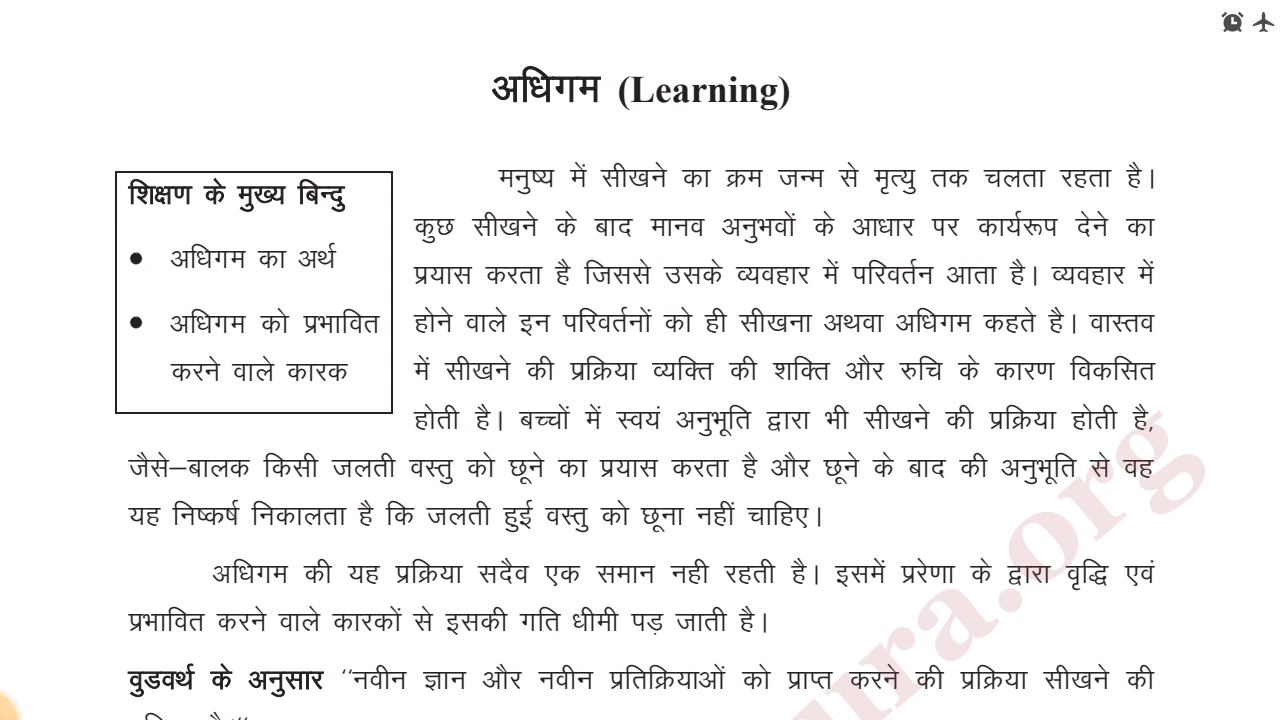 अधिगम (Learning)
शिक्षण के मुख्य बिन्दु
● अधिगम का अर्थ
● अधिगम को प्रभावित
करने वाले कारक
मनुष्य में सीखने का क्रम जन्म से मृत्यु तक चलता रहता है।
कुछ सीखने के बाद मानव अनुभवों के आधार पर कार्यरूप देने का
प्रयास करता है जिससे उसके व्यवहार में परिवर्तन आता है। व्यवहार में
होने वाले इन परिवर्तनों को ही सीखना अथवा अधिगम कहते है। वास्तव
में सीखने की प्रक्रिया व्यक्ति की शक्ति और रुचि के कारण विकसित
होती है। बच्चों में स्वयं अनुभूति द्वारा भी सीखने की प्रक्रिया होती है,
जैसे–बालक किसी जलती वस्तु को छूने का प्रयास करता है और छूने के बाद की अनुभूति से वह
यह निष्कर्ष निकालता है कि जलती हुई वस्तु को छूना नहीं चाहिए।
अधिगम की यह प्रक्रिया सदैव एक समान नही रहती है। इसमें प्ररेणा के द्वारा वृद्धि एवं
प्रभावित करने वाले कारकों से इसकी गति धीमी पड़ जाती है।
वुडवर्थ के अनुसार ''नवीन ज्ञान और नवीन प्रतिक्रियाओं को प्राप्त करने की प्रक्रिया सीखने की
ura.org